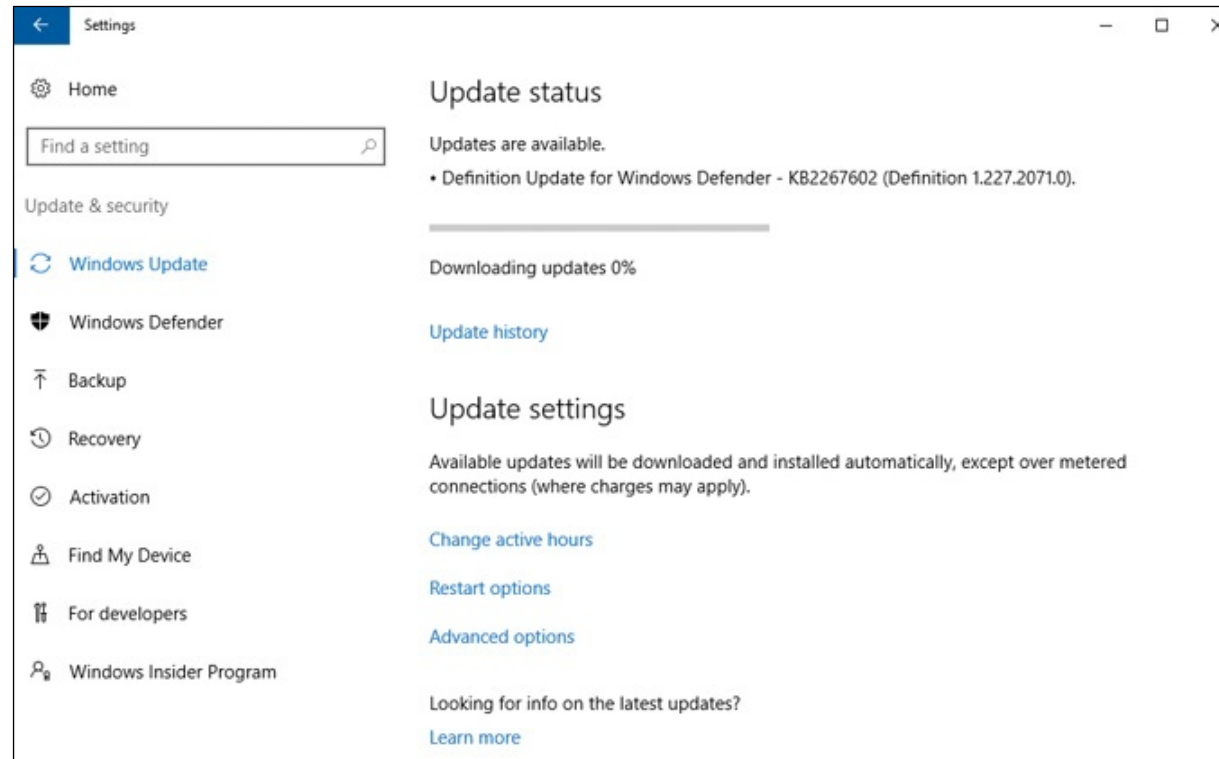 Settings
Home
Find a setting
Update & security
Windows Update
Windows Defender
Backup
Recovery
Activation
Find My Device
For developers
Windows Insider Program
Update status
Updates are available.
• Definition Update for Windows Defender - KB2267602 (Definition 1.227.2071.0).
Downloading updates 0%
Update history
Update settings
Available updates will be downloaded and installed automatically, except over metered
connections (where charges may apply).
Change active hours
Restart options
Advanced options
Looking for info on the latest updates?
Learn more